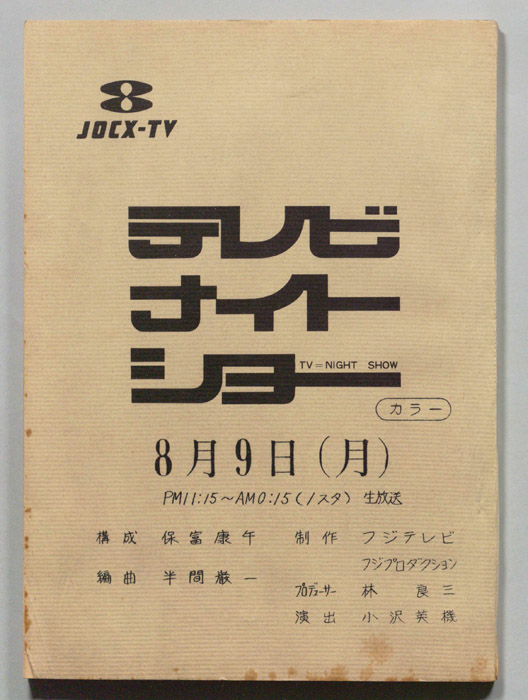 JOCX-TV
テレビ
ナイト
ショー
TV=NIGHT SHOW
カラー
8月9日(月)
PM11:15～AM0:15(1スタ) 生放送
構成 保富康午 制作 フジテレビ
フジプロダクション
編曲 半間巌一
プロデューサー 林 良三
演出 小沢美機